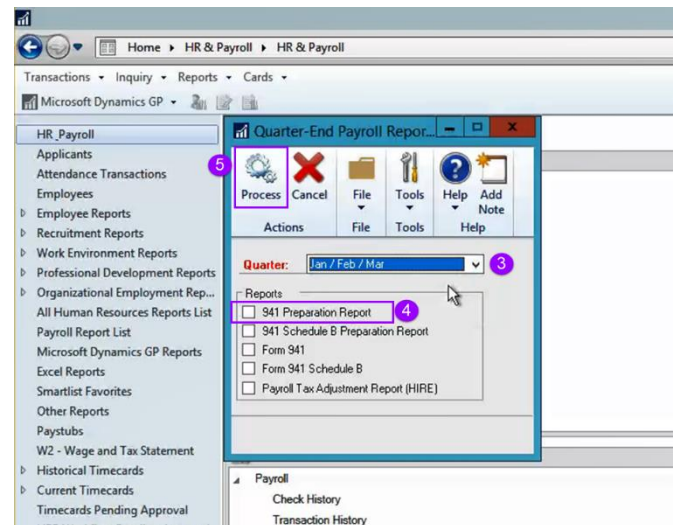 Home ▸ HR & Payroll ▸ HR & Payroll
Transactions Inquiry Reports Cards
Microsoft Dynamics GP
HR_Payroll
Applicants
Attendance Transactions
Employees
Employee Reports
Recruitment Reports
Work Environment Reports
Professional Development Reports
Organizational Employment Rep...
All Human Resources Reports List
Payroll Report List
Microsoft Dynamics GP Reports
Excel Reports
Smartlist Favorites
Other Reports
Paystubs
W2 - Wage and Tax Statement
Historical Timecards
Current Timecards
Timecards Pending Approval
Quarter-End Payroll Repor...
5
Process Cancel File Tools Help Add Note
Actions File Tools Help
Quarter: Jan / Feb / Mar 3
Reports
941 Preparation Report 4
941 Schedule B Preparation Report
Form 941
Form 941 Schedule B
Payroll Tax Adjustment Report (HIRE)
Payroll
Check History
Transaction History